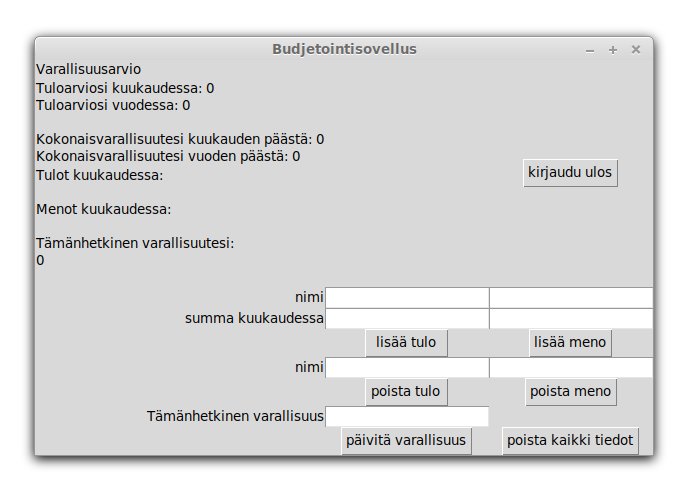 Budjetointisovellus
Varallisuusarvio
Tuloarviosi kuukaudessa: 0
Tuloarviosi vuodessa: 0
Kokonaisvarallisuutesi kuukauden päästä: 0
Kokonaisvarallisuutesi vuoden päästä: 0
Tulot kuukaudessa:
kirjaudu ulos
Menot kuukaudessa:
Tämänhetkinen varallisuutesi:
0
nimi
summa kuukaudessa
lisää tulo
lisää meno
nimi
poista tulo
poista meno
Tämänhetkinen varallisuus
päivitä varallisuus
poista kaikki tiedot